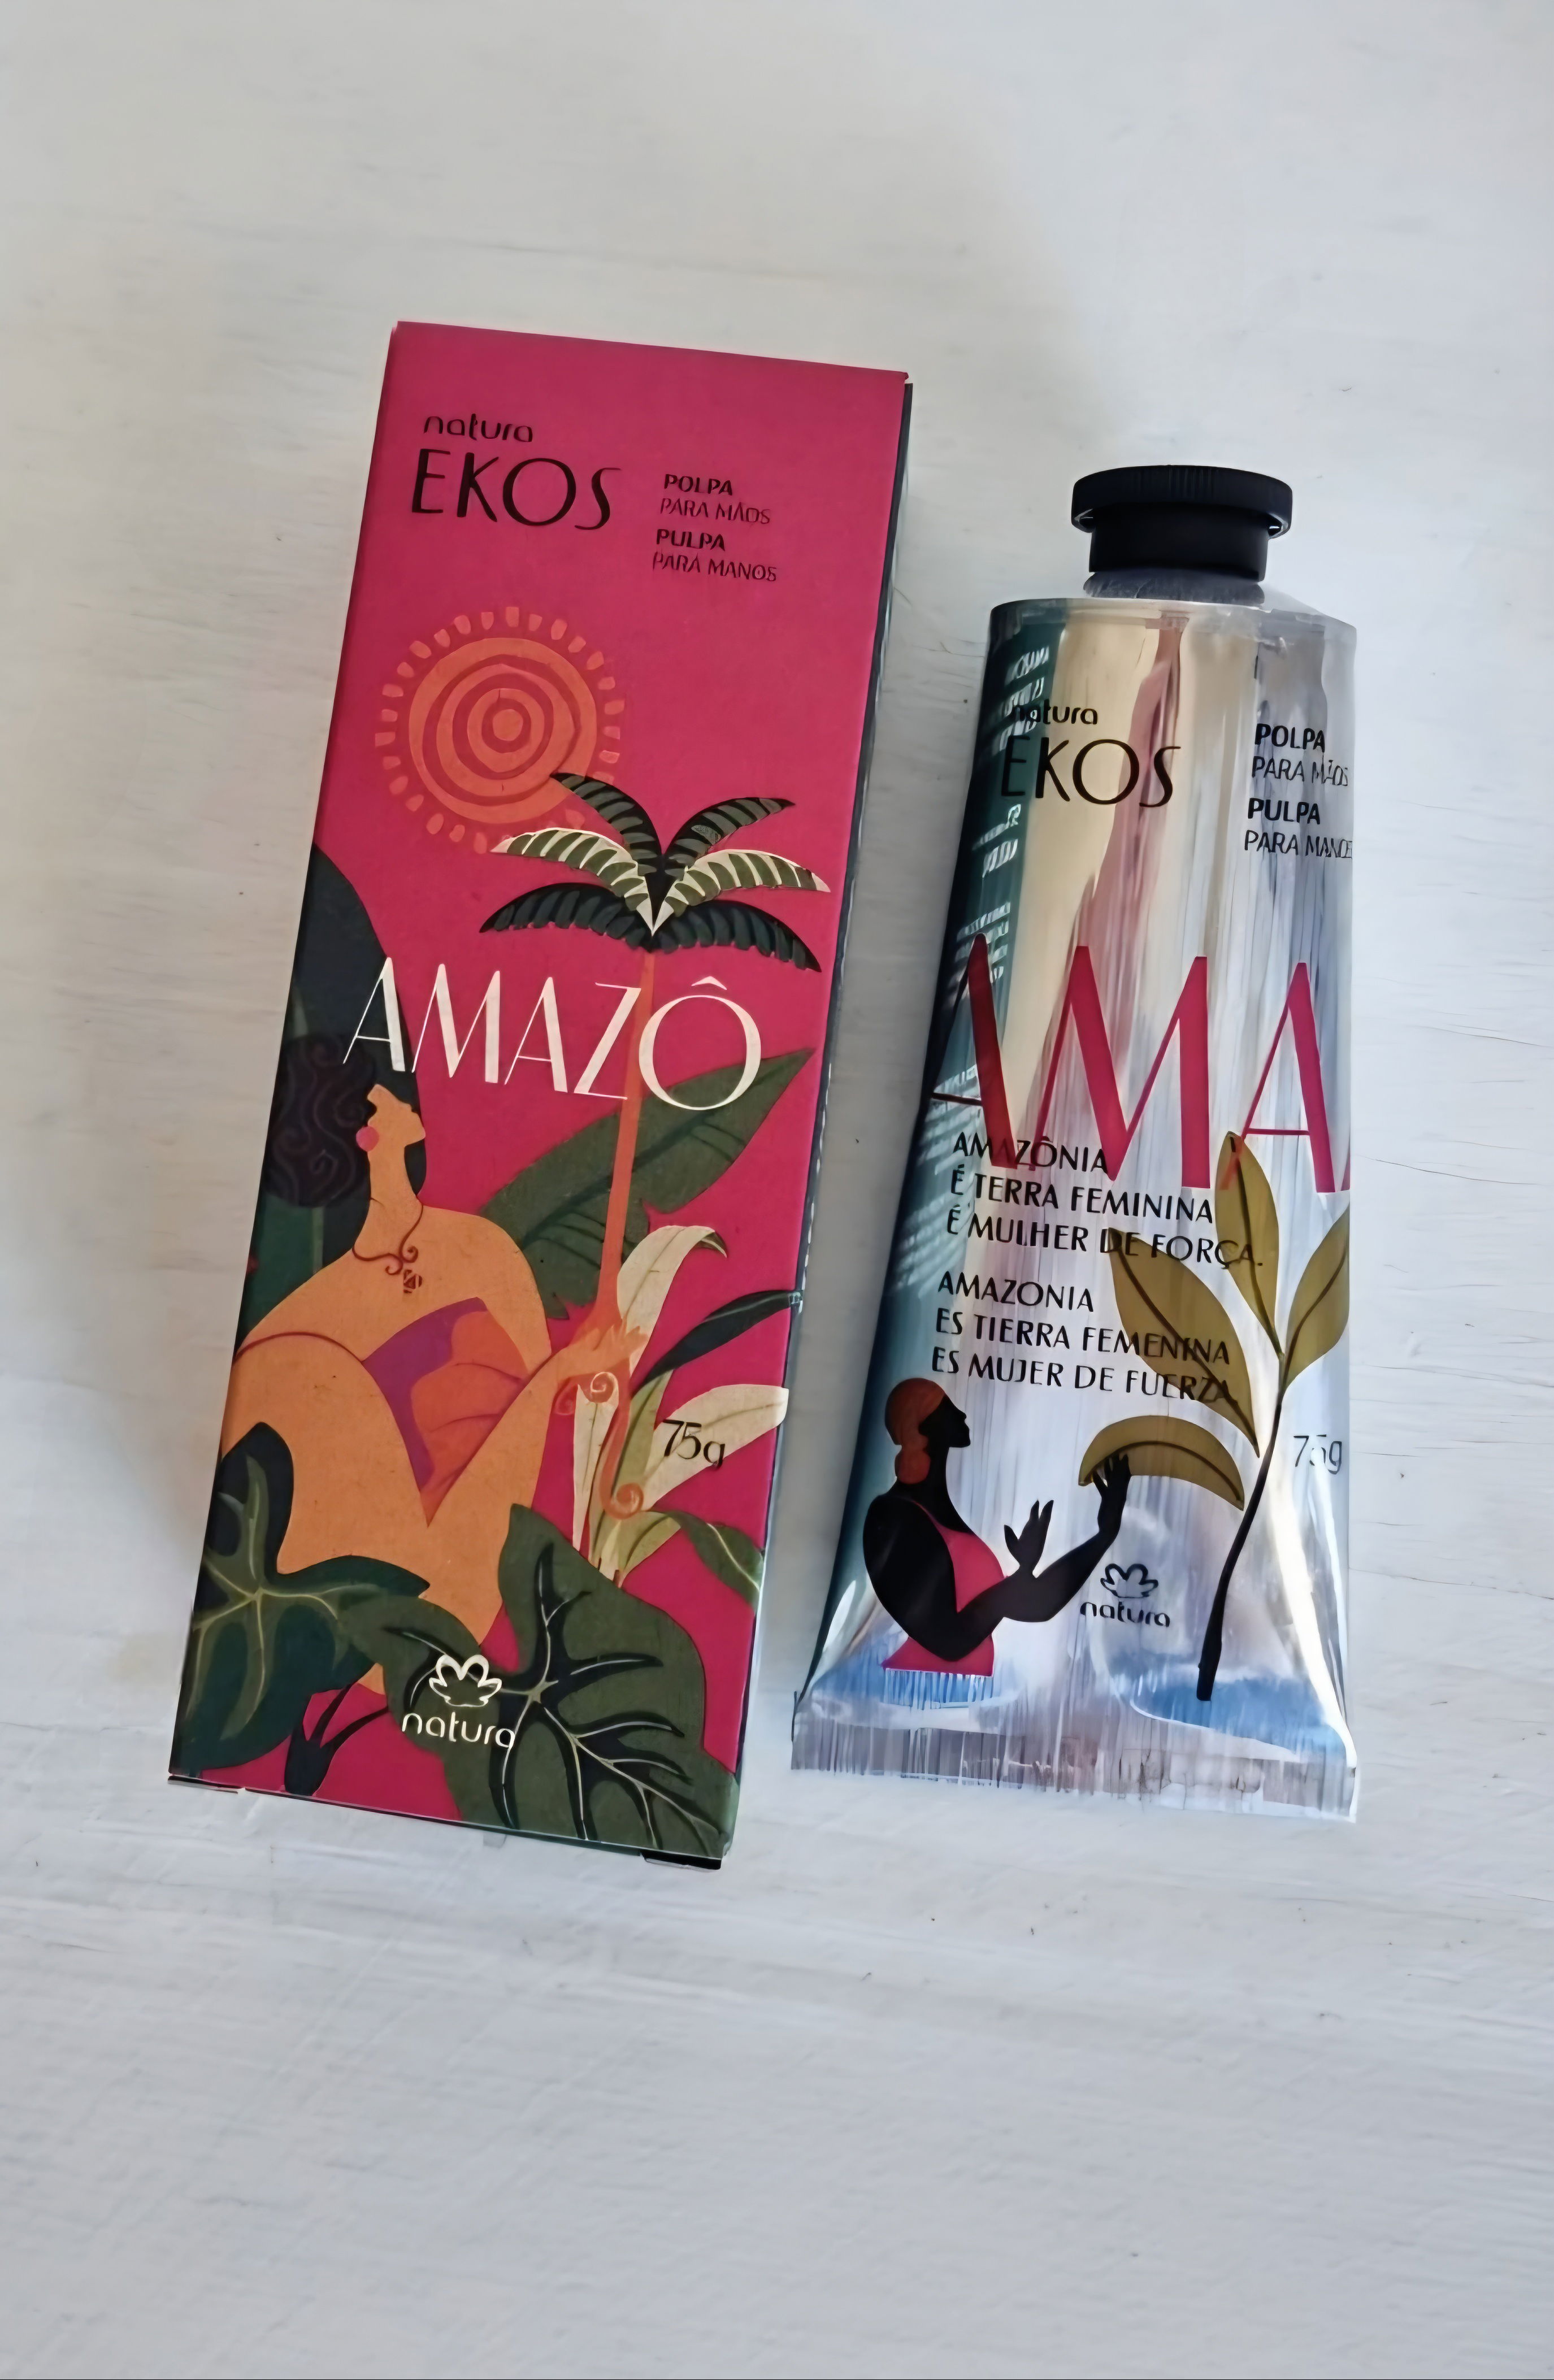 natura
EKOS
POLPA
PARA MÃOS
PULPA
PARA MANOS
AMAZÔ
75g
natura
natura
EKOS
POLPA
PARA MÃOS
PULPA
PARA MANOS
AMA
AMAZÔNIA
É TERRA FEMININA
É MULHER DE FORÇA.
AMAZONIA
ES TIERRA FEMENINA
ES MUJER DE FUERZA.
75g
natura